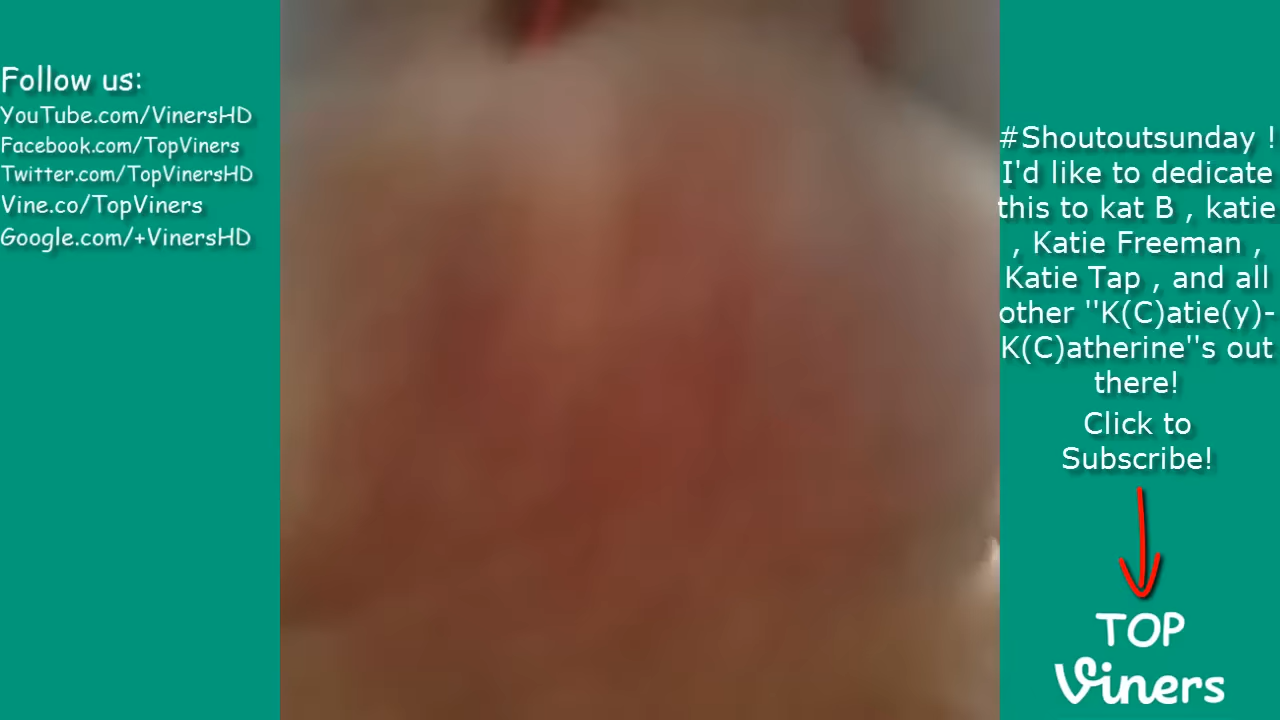 Follow us:
YouTube.com/VinersHD
Facebook.com/TopViners
Twitter.com/TopVinersHD
Vine.co/TopViners
Google.com/+VinersHD
#Shoutoutsunday !
I'd like to dedicate
this to kat B , katie
, Katie Freeman ,
Katie Tap , and all
other ''K(C)atie(y)-
K(C)atherine''s out
there!
Click to
Subscribe!
TOP
Viners